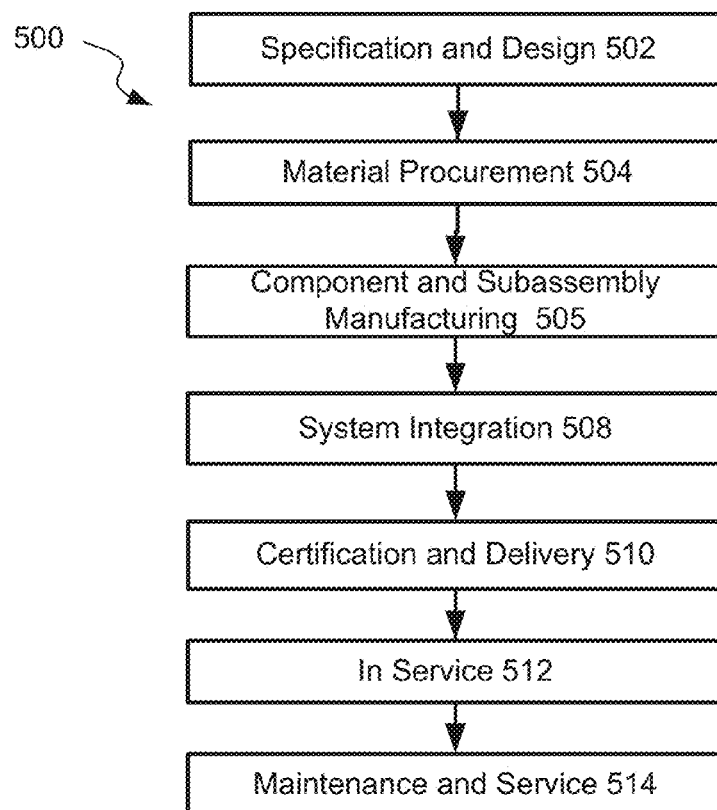 500
Specification and Design 502
Material Procurement 504
Component and Subassembly
Manufacturing 505
System Integration 508
Certification and Delivery 510
In Service 512
Maintenance and Service 514